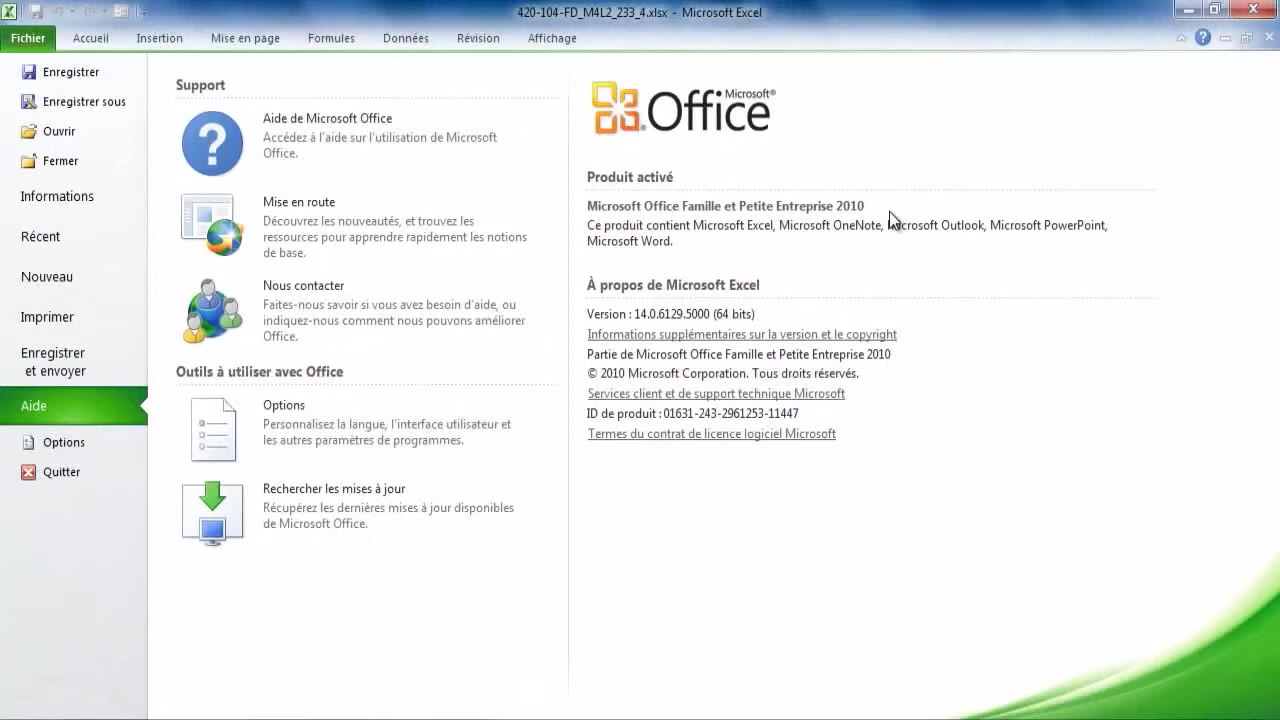 420-104-FD_M4L2_233_4.xlsx - Microsoft Excel
Fichier Accueil Insertion Mise en page Formules Données Révision Affichage
Enregistrer
Enregistrer sous
Ouvrir
Fermer
Informations
Récent
Nouveau
Imprimer
Enregistrer
et envoyer
Aide
Options
Quitter
Support
Aide de Microsoft Office
Accédez à l'aide sur l'utilisation de Microsoft
Office.
Mise en route
Découvrez les nouveautés, et trouvez les
ressources pour apprendre rapidement les notions
de base.
Nous contacter
Faites-nous savoir si vous avez besoin d'aide, ou
indiquez-nous comment nous pouvons améliorer
Office.
Outils à utiliser avec Office
Options
Personnalisez la langue, l'interface utilisateur et
les autres paramètres de programmes.
Rechercher les mises à jour
Récupérez les dernières mises à jour disponibles
de Microsoft Office.
Microsoft®
Office
Produit activé
Microsoft Office Famille et Petite Entreprise 2010
Ce produit contient Microsoft Excel, Microsoft OneNote, Microsoft Outlook, Microsoft PowerPoint,
Microsoft Word.
À propos de Microsoft Excel
Version : 14.0.6129.5000 (64 bits)
Informations supplémentaires sur la version et le copyright
Partie de Microsoft Office Famille et Petite Entreprise 2010
© 2010 Microsoft Corporation. Tous droits réservés.
Services client et de support technique Microsoft
ID de produit : 01631-243-2961253-11447
Termes du contrat de licence logiciel Microsoft